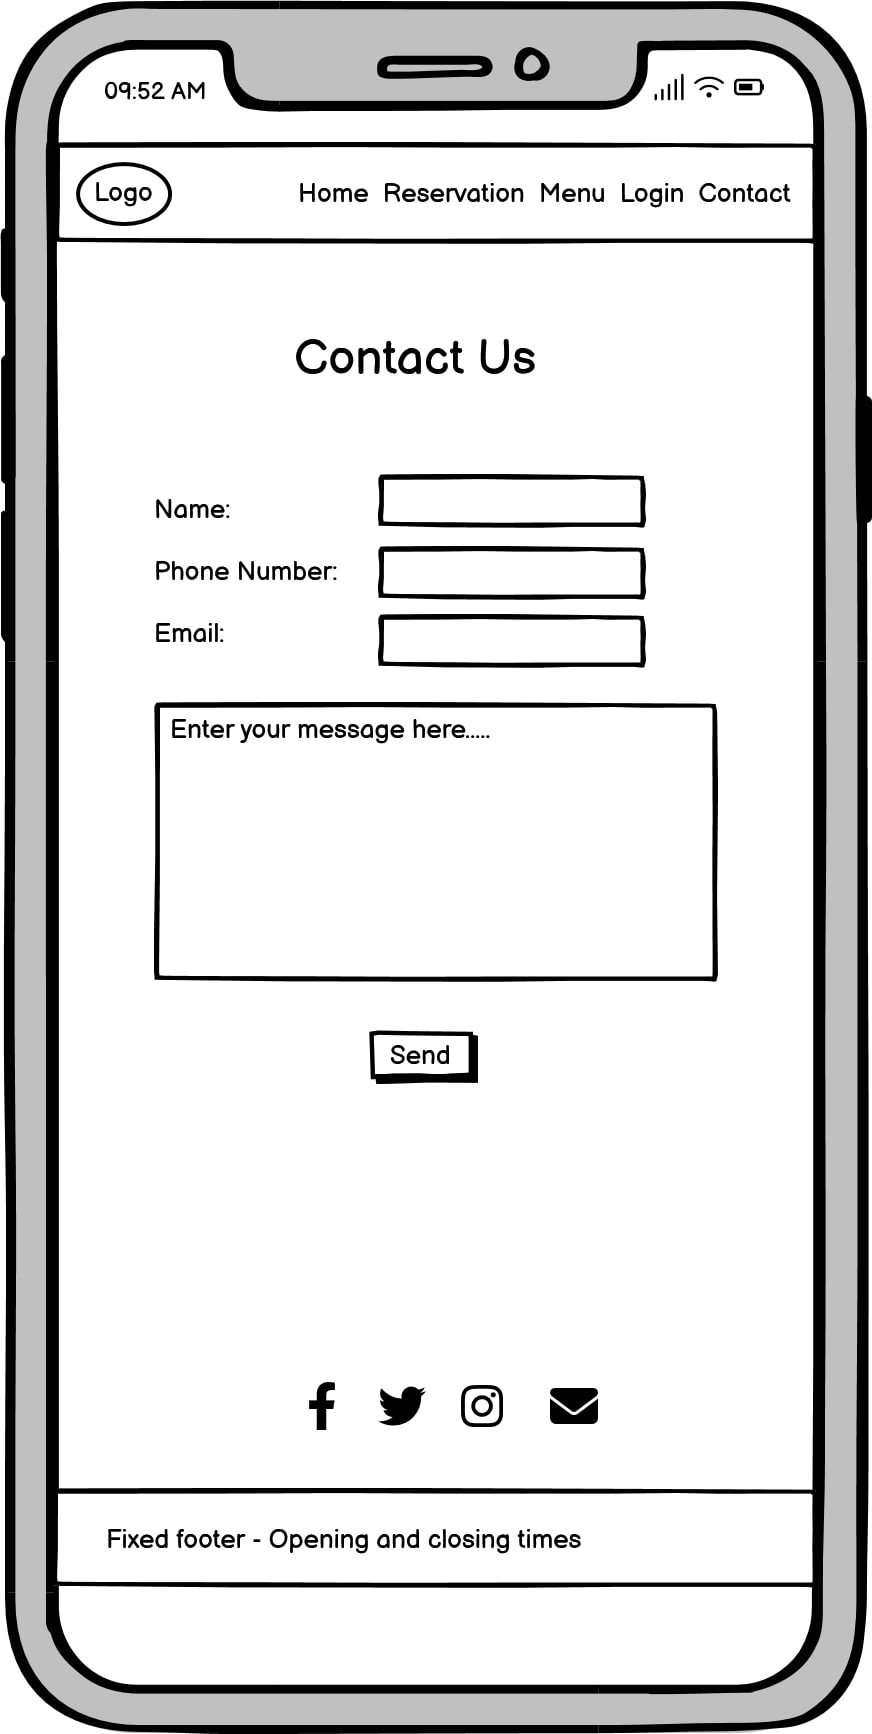 09:52 AM
Logo
Home Reservation Menu Login Contact
Contact Us
Name:
Phone Number:
Email:
Enter your message here.....
Send
Fixed footer - Opening and closing times